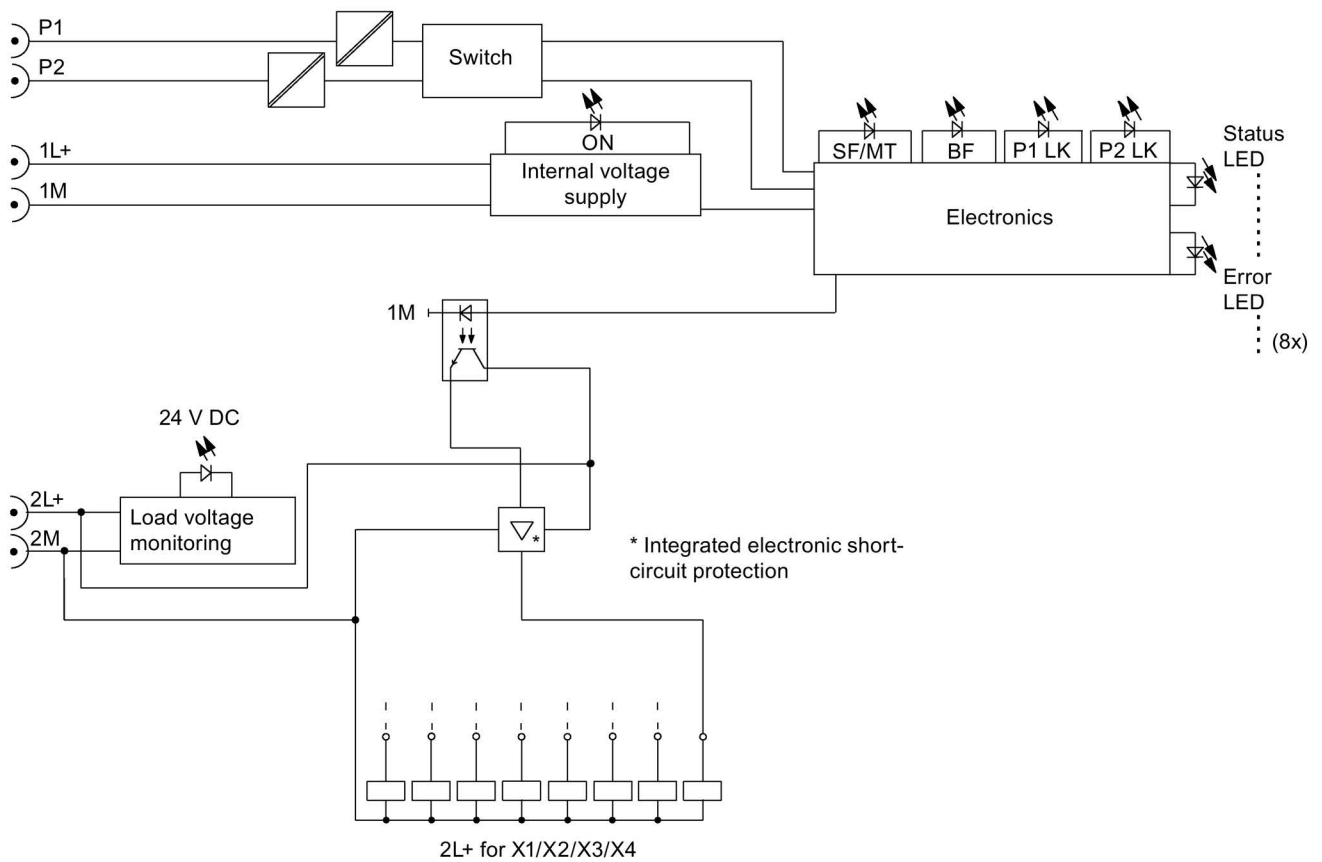 P1
P2
Switch
ON
1L+
1M
Internal voltage
supply
SF/MT
BF
P1 LK
P2 LK
Electronics
Status
LED
Error
LED
(8x)
1M
24 V DC
2L+
2M
Load voltage
monitoring
*
* Integrated electronic short-
circuit protection
2L+ for X1/X2/X3/X4